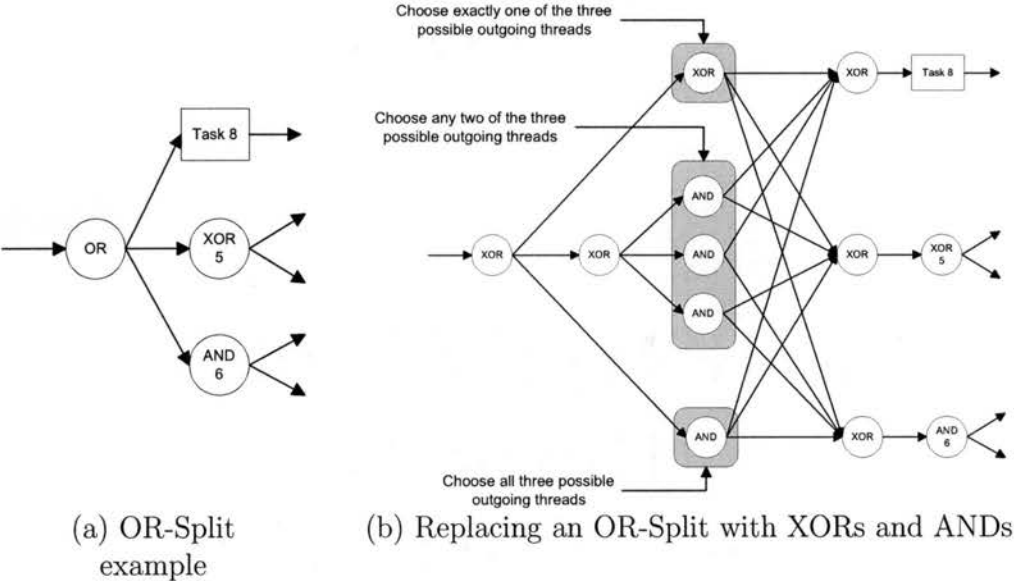 Choose exactly one of the three
possible outgoing threads
XOR
XOR
Task 8
Task 8
Choose any two of the three
possible outgoing threads
AND
OR
XOR
5
XOR
XOR
AND
XOR
XOR
5
AND
AND
6
AND
XOR
AND
6
Choose all three possible
outgoing threads
(a) OR-Split
example
(b) Replacing an OR-Split with XORs and ANDs